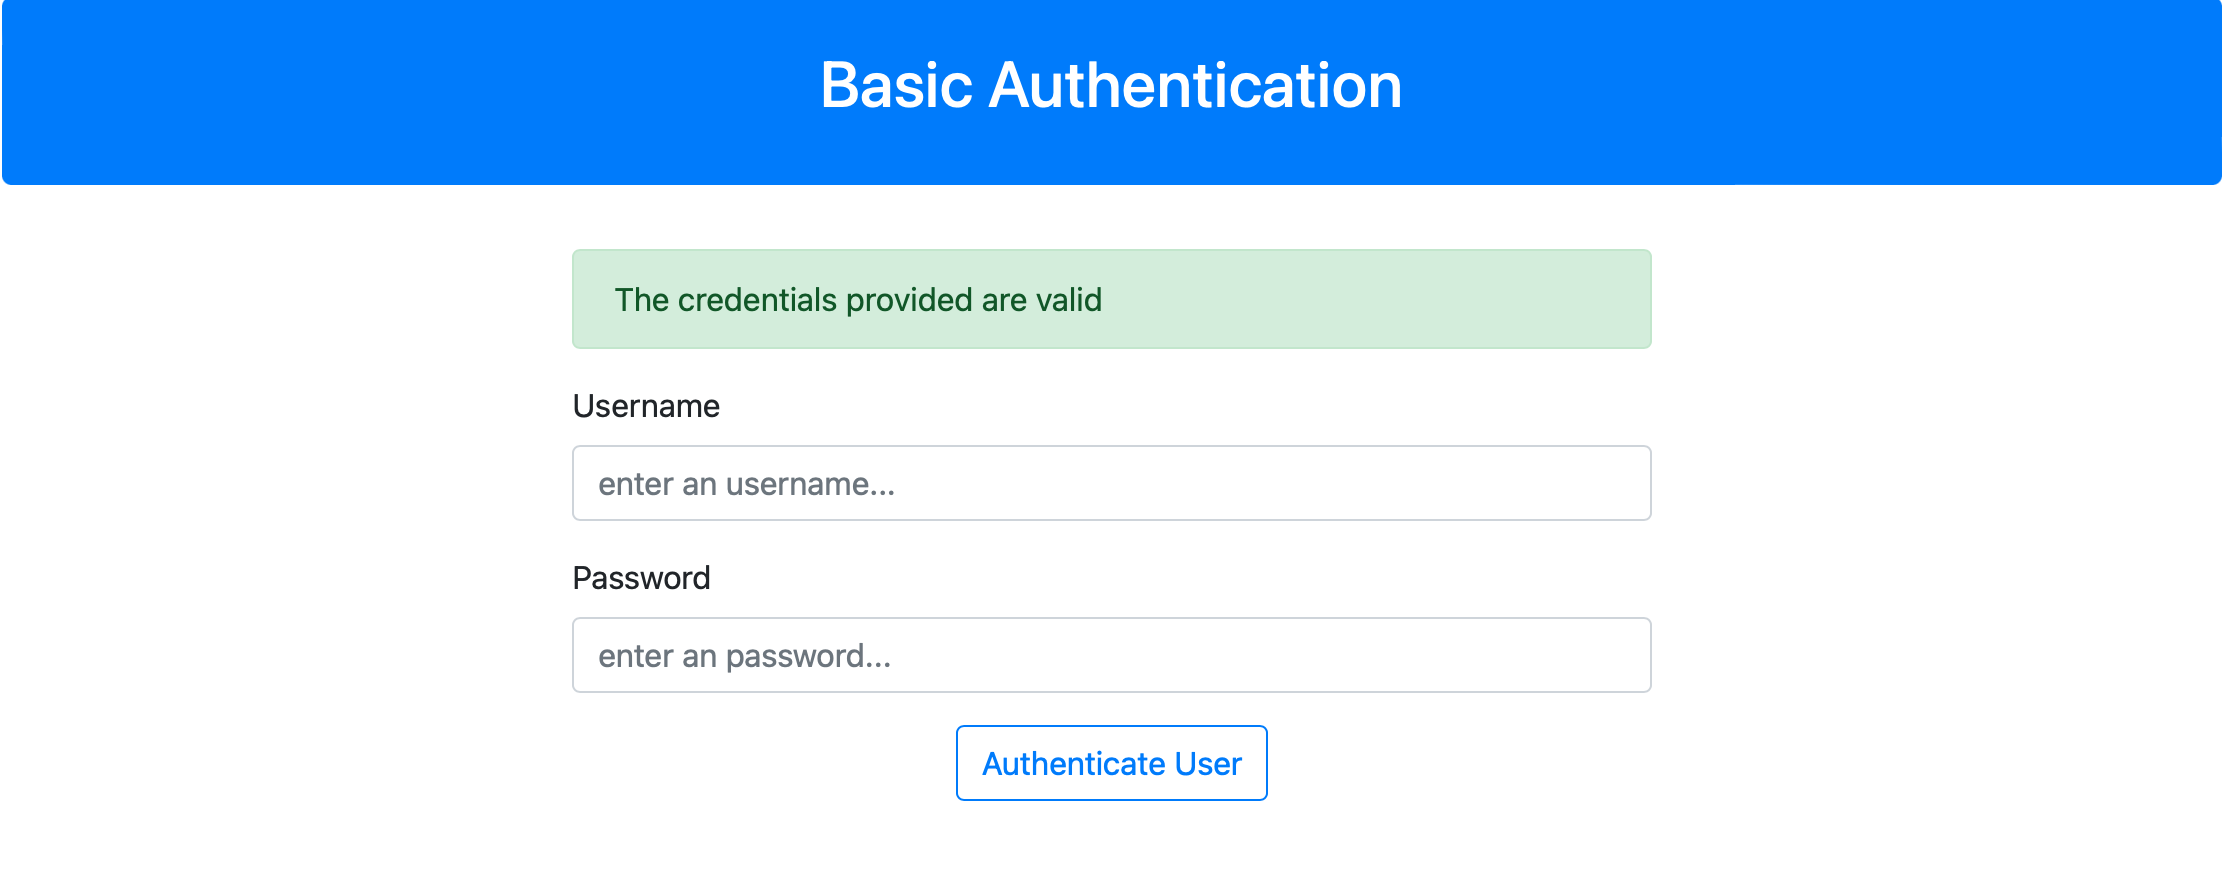 Basic Authentication
The credentials provided are valid
Username
enter an username...
Password
enter an password...
Authenticate User